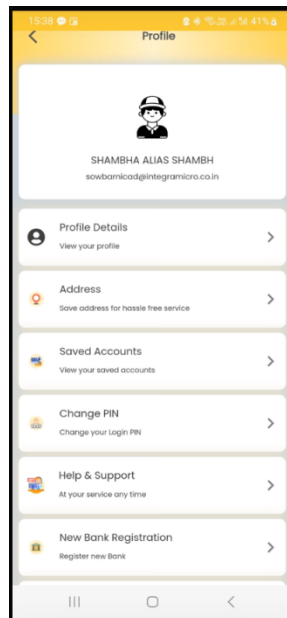 15:38 41%
Profile
SHAMBHA ALIAS SHAMBH
sowbarnicad@integramicro.co.in
Profile Details
View your profile
Address
Save address for hassle free service
Saved Accounts
View your saved accounts
Change PIN
Change your Login PIN
Help & Support
At your service any time
New Bank Registration
Register new Bank